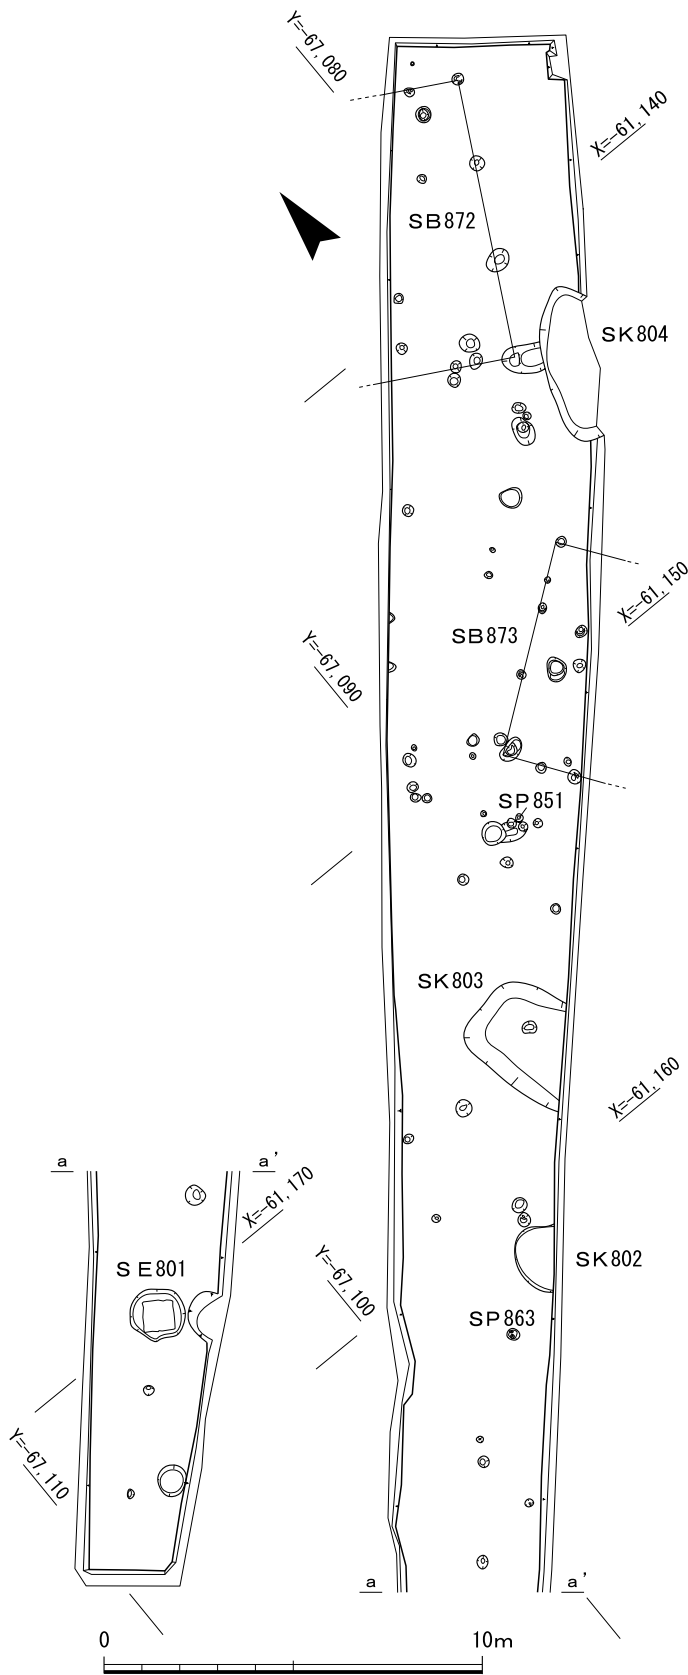 Y=-67,080
X=-61,140
SB872
SK804
X=-61,150
SB873
Y=-67,090
SP851
SK803
X=-61,160
a a'
X=-61,170
SE801
Y=-67,100
SK802
SP863
Y=-67,110
a a'
0 10m